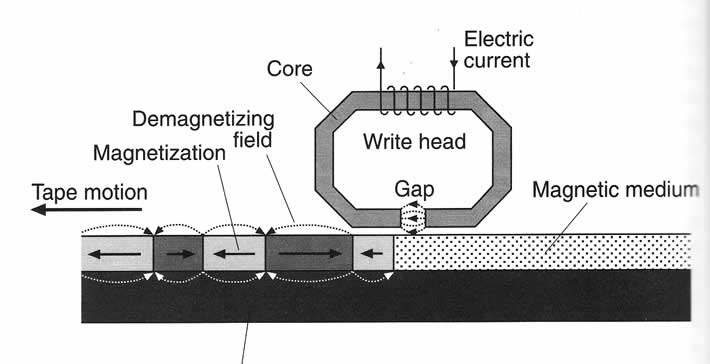 Electric
current
Core
Demagnetizing
field
Magnetization
Write head
Tape motion
Gap
Magnetic medium